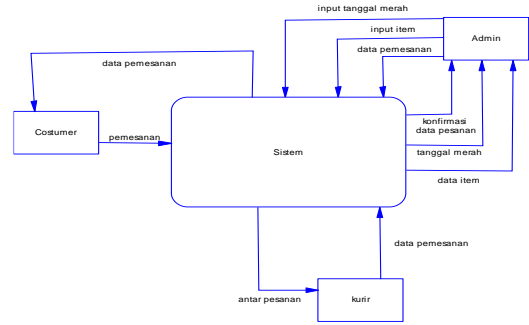 input tanggal merah
input item
Admin
data pemesanan
data pemesanan
konfirmasi
data pesanan
Costumer
pemesanan
Sistem
tanggal merah
data item
data pemesanan
antar pesanan
kurir